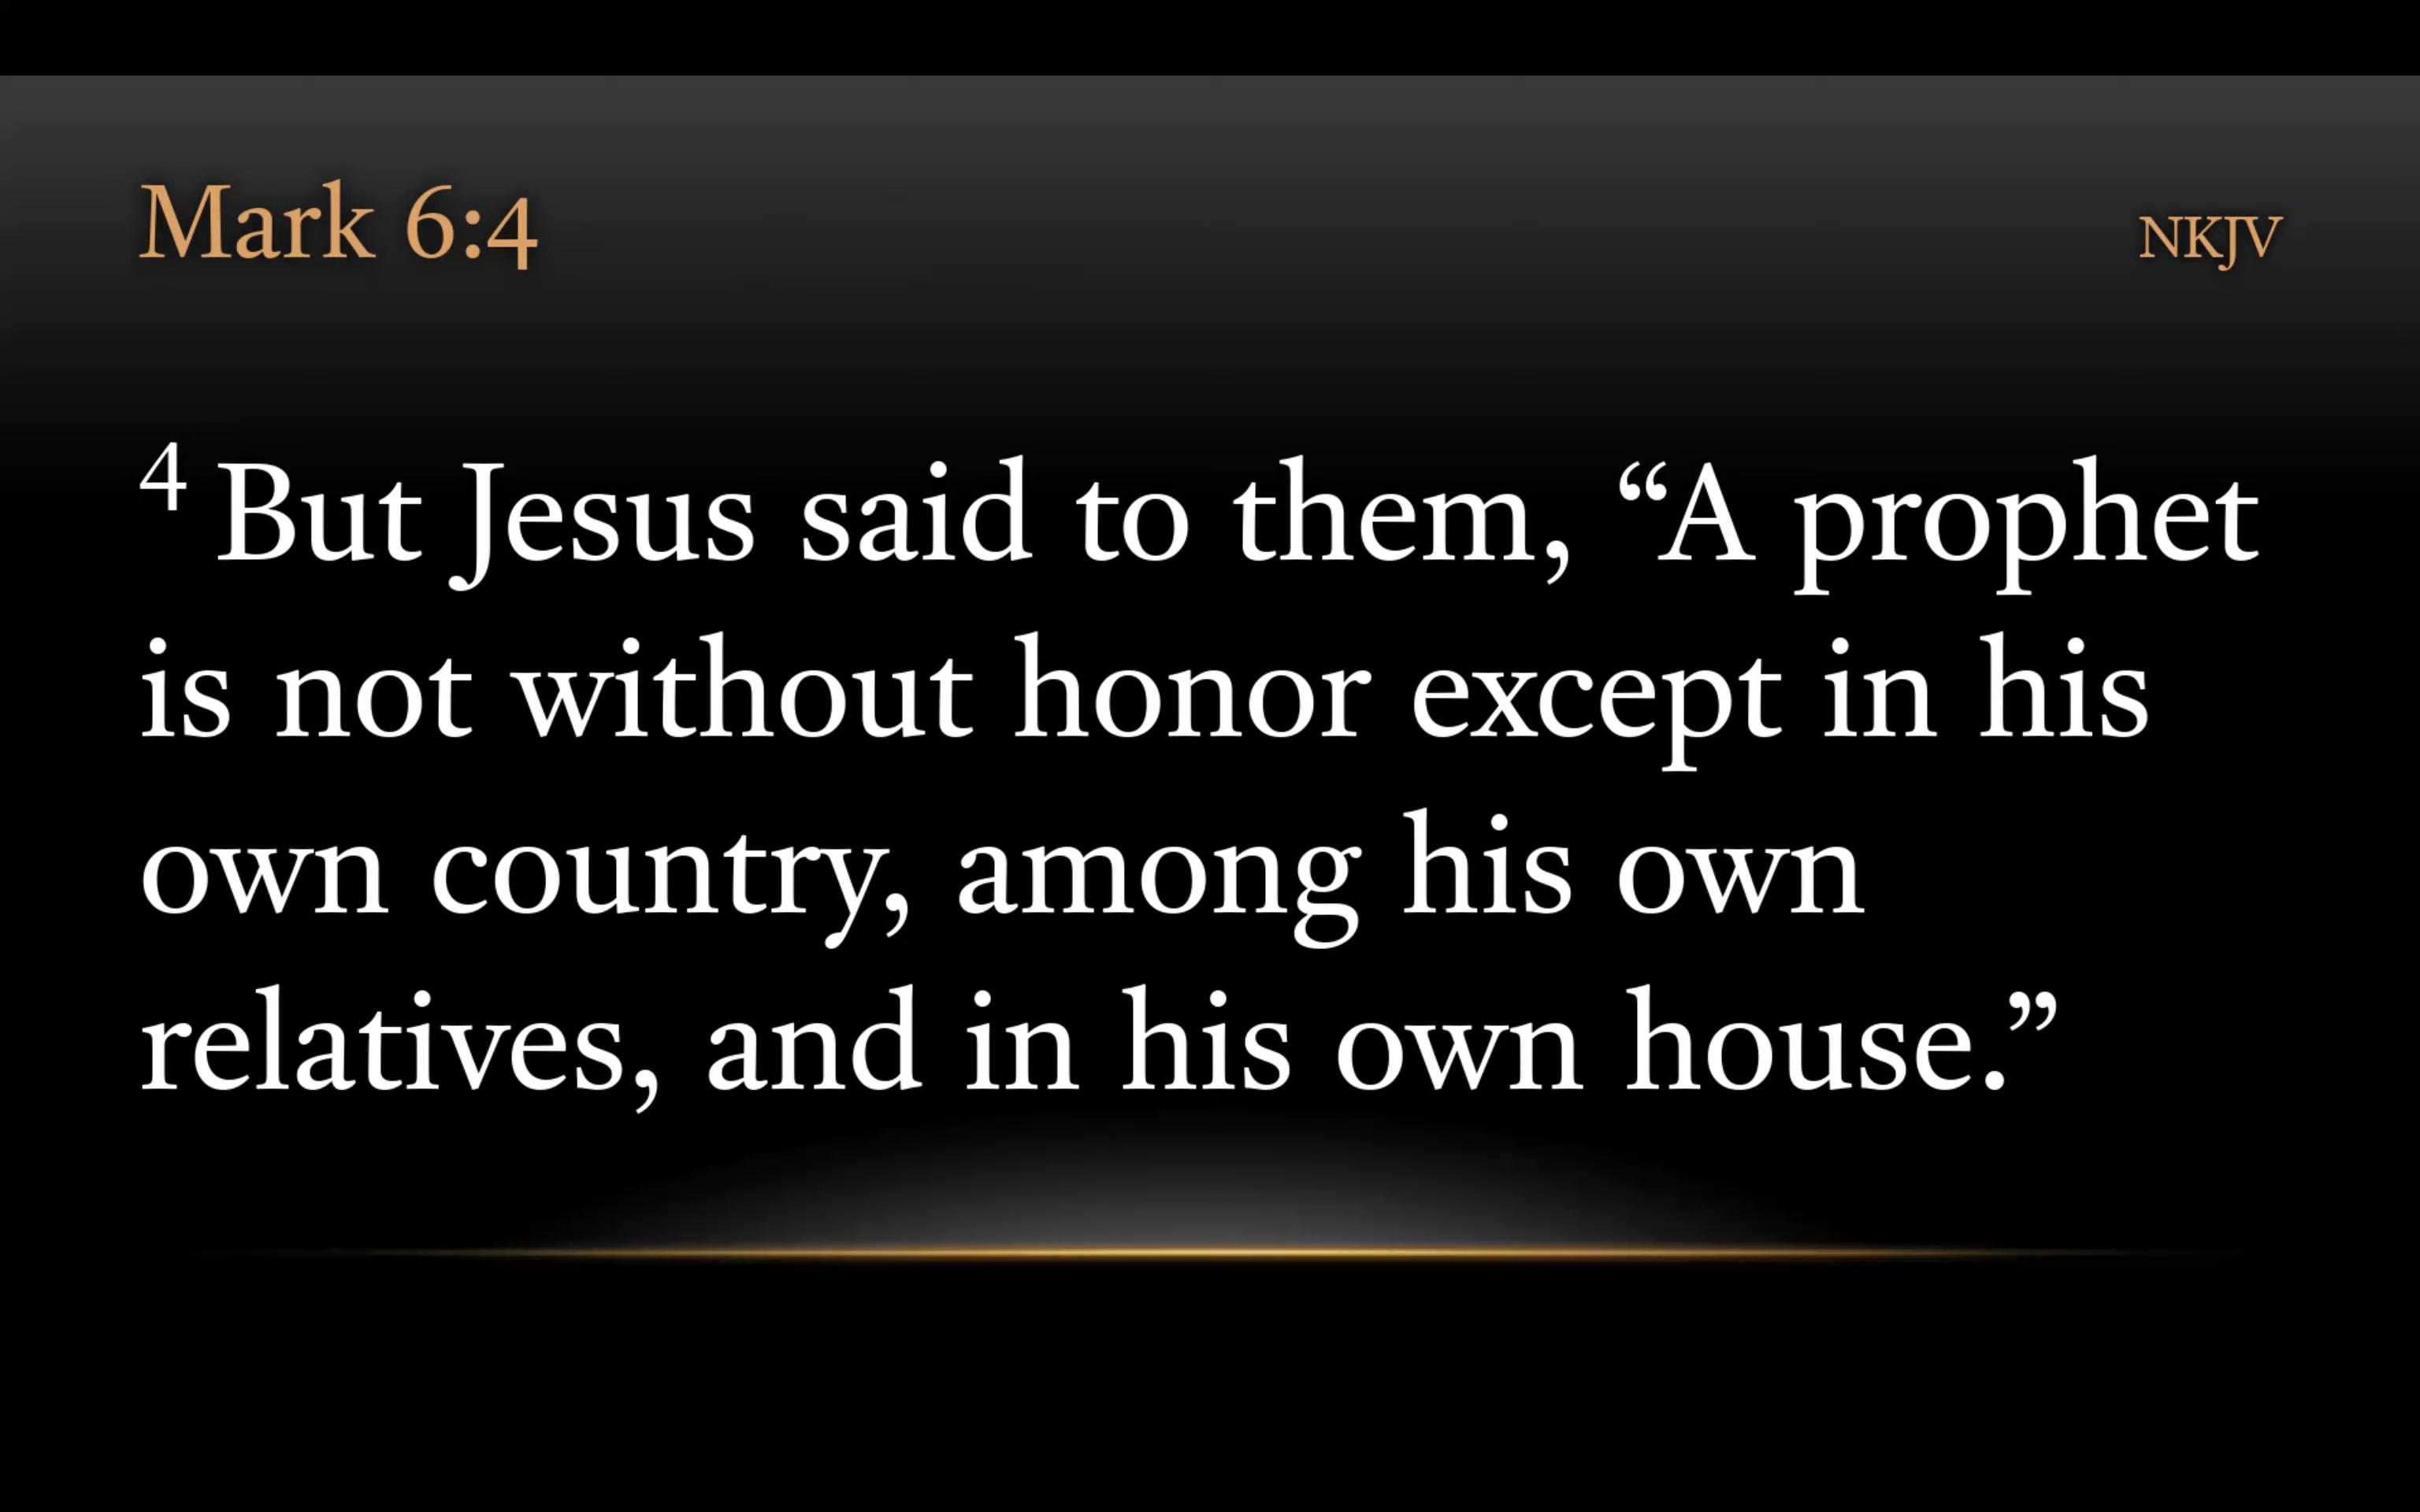 Mark 6:4
NKJV
4 But Jesus said to them, “A prophet
is not without honor except in his
own country, among his own
relatives, and in his own house.”